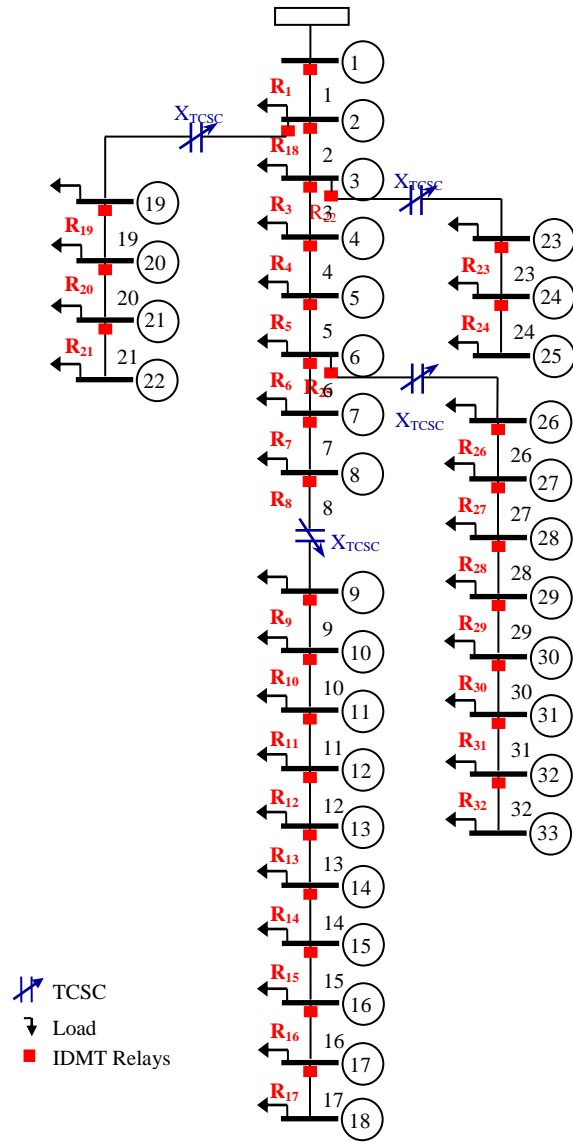 1
R1
1
XTCSC
2
R18
2
3
XTCSC
R22
3
19
R3
4
23
R19
19
20
R4
4
R23
23
24
5
R20
20
21
R5
5
R24
24
25
6
R21
21
22
R6
6
7
XTCSC
26
R7
7
R26
26
8
27
R8
8
R27
27
XTCSC
28
R28
28
9
29
R9
9
R29
29
10
30
R10
10
R30
30
11
31
R11
11
R31
31
12
32
R12
12
R32
32
13
33
R13
13
14
R14
14
15
TCSC
R15
15
16
Load
R16
16
17
IDMT Relays
R17
17
18